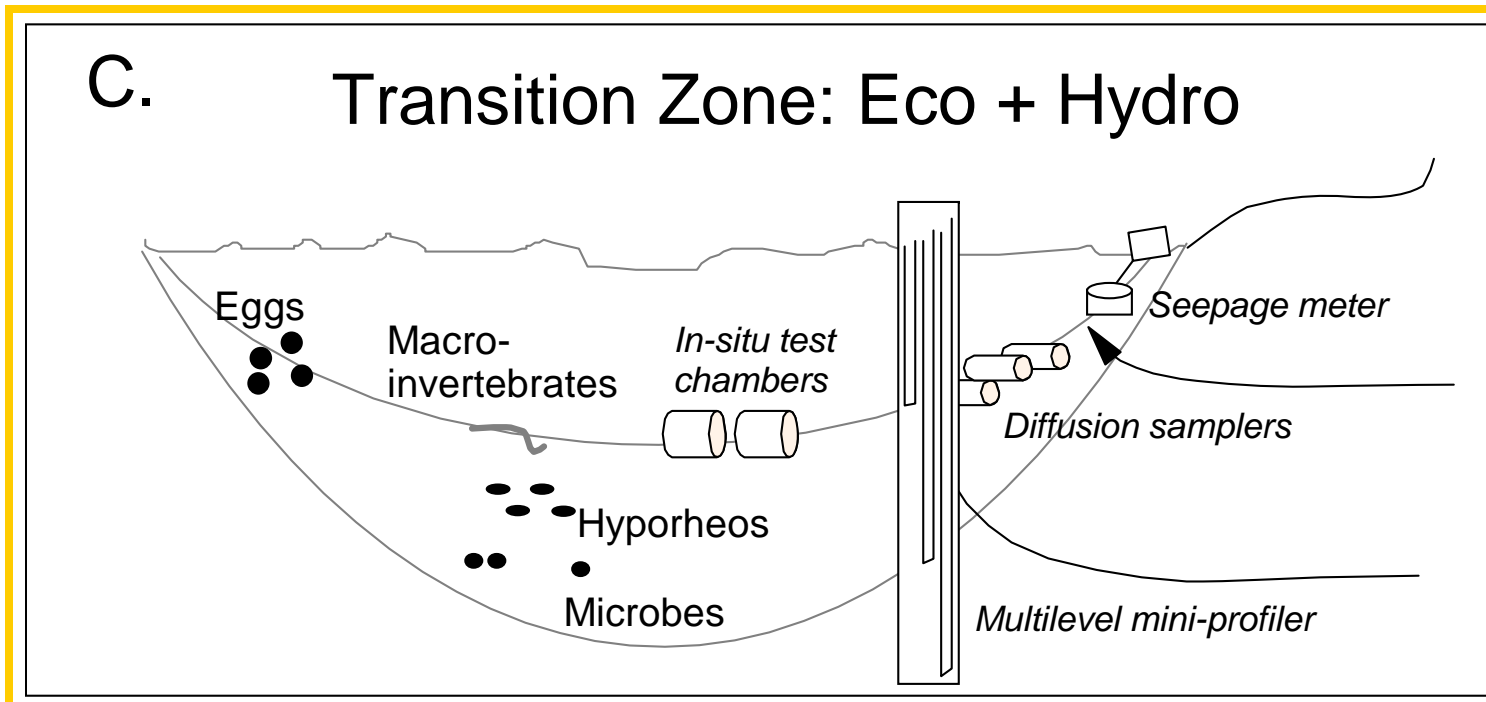 C.
Transition Zone: Eco + Hydro
Eggs
Macro-
invertebrates
In-situ test
chambers
Seepage meter
Diffusion samplers
Hyporheos
Microbes
Multilevel mini-profiler